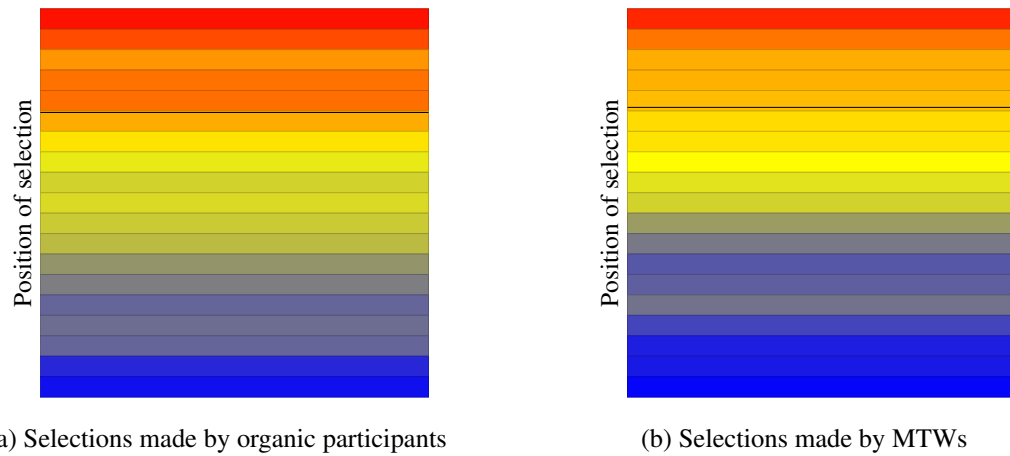 Position of selection
Position of selection
a) Selections made by organic participants
(b) Selections made by MTWs